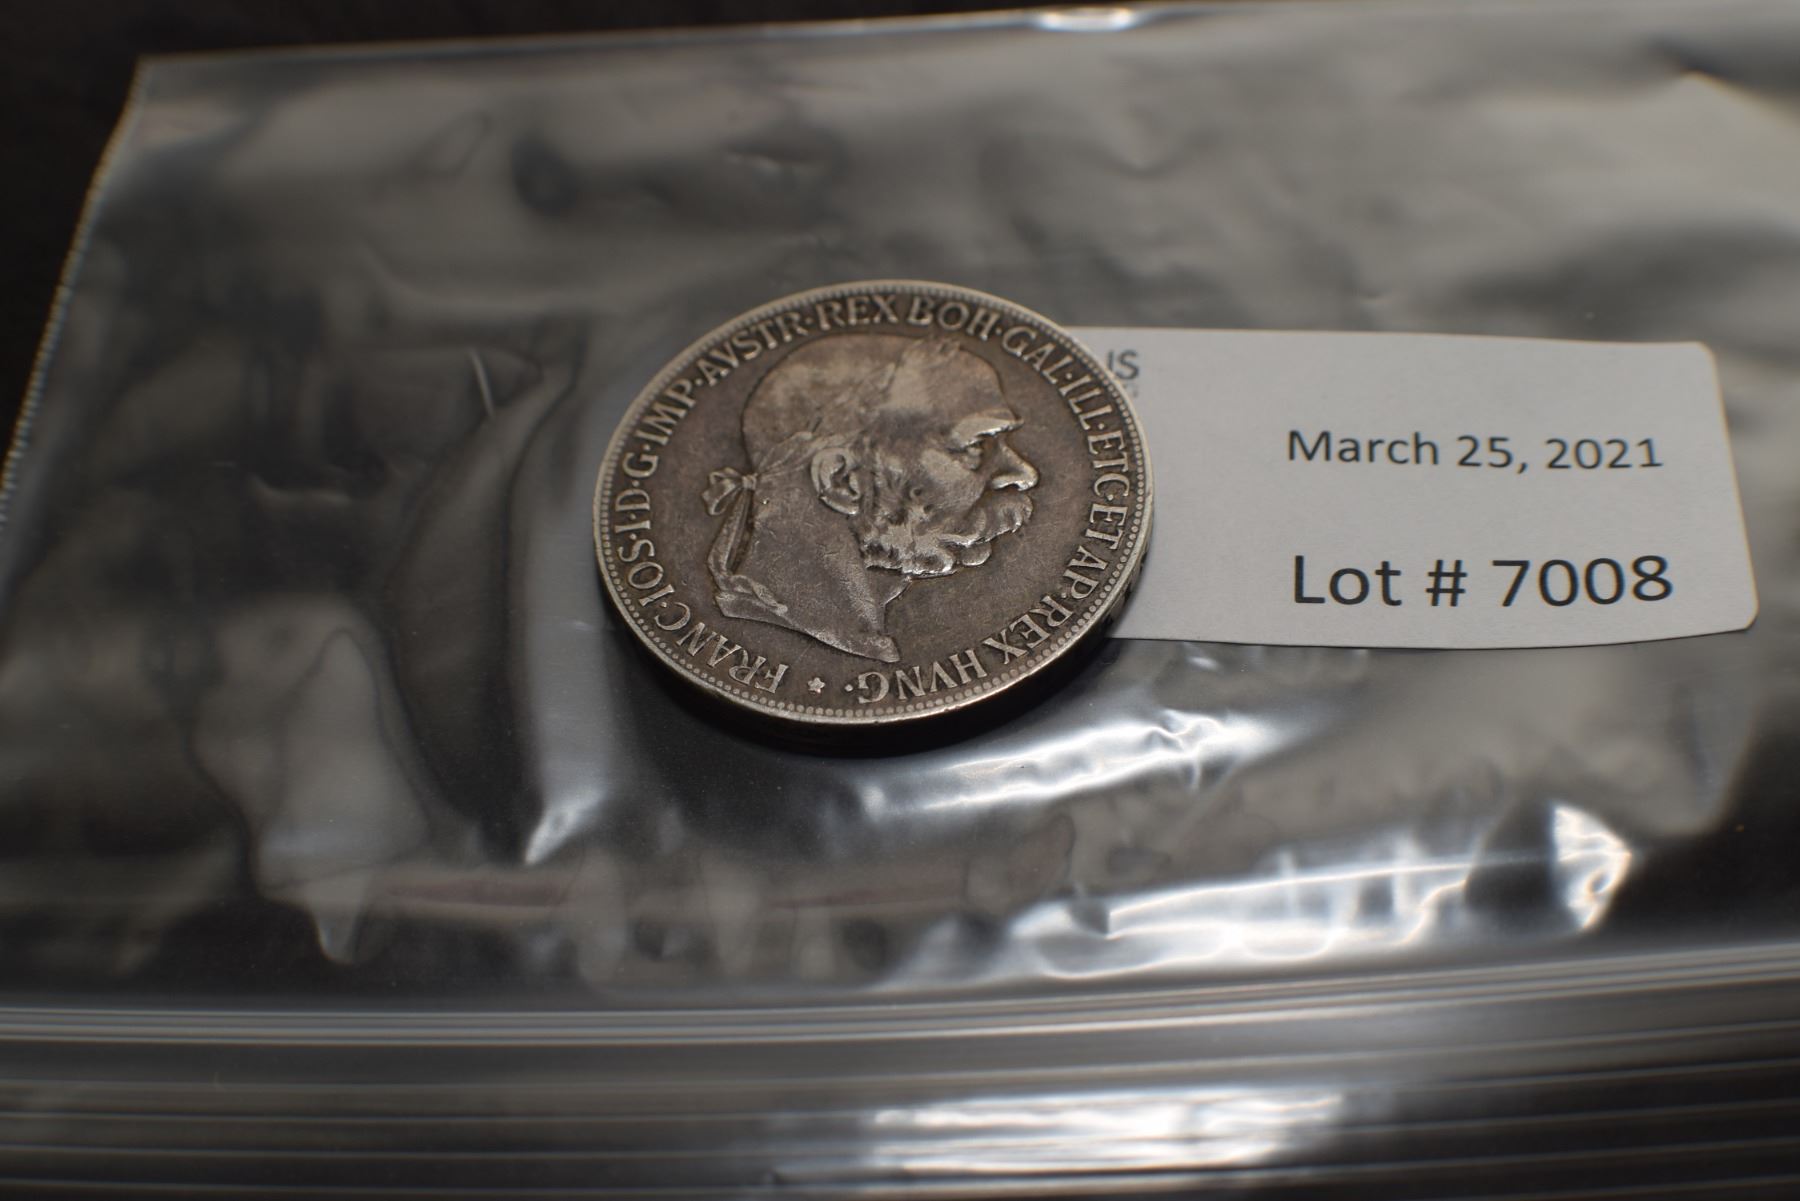 FRANC·IOS·I·D·G·IMP·AVSTR·REX BOH·GAL·ILL·ETC·ET AP·REX HVNG·
March 25, 2021
Lot # 7008